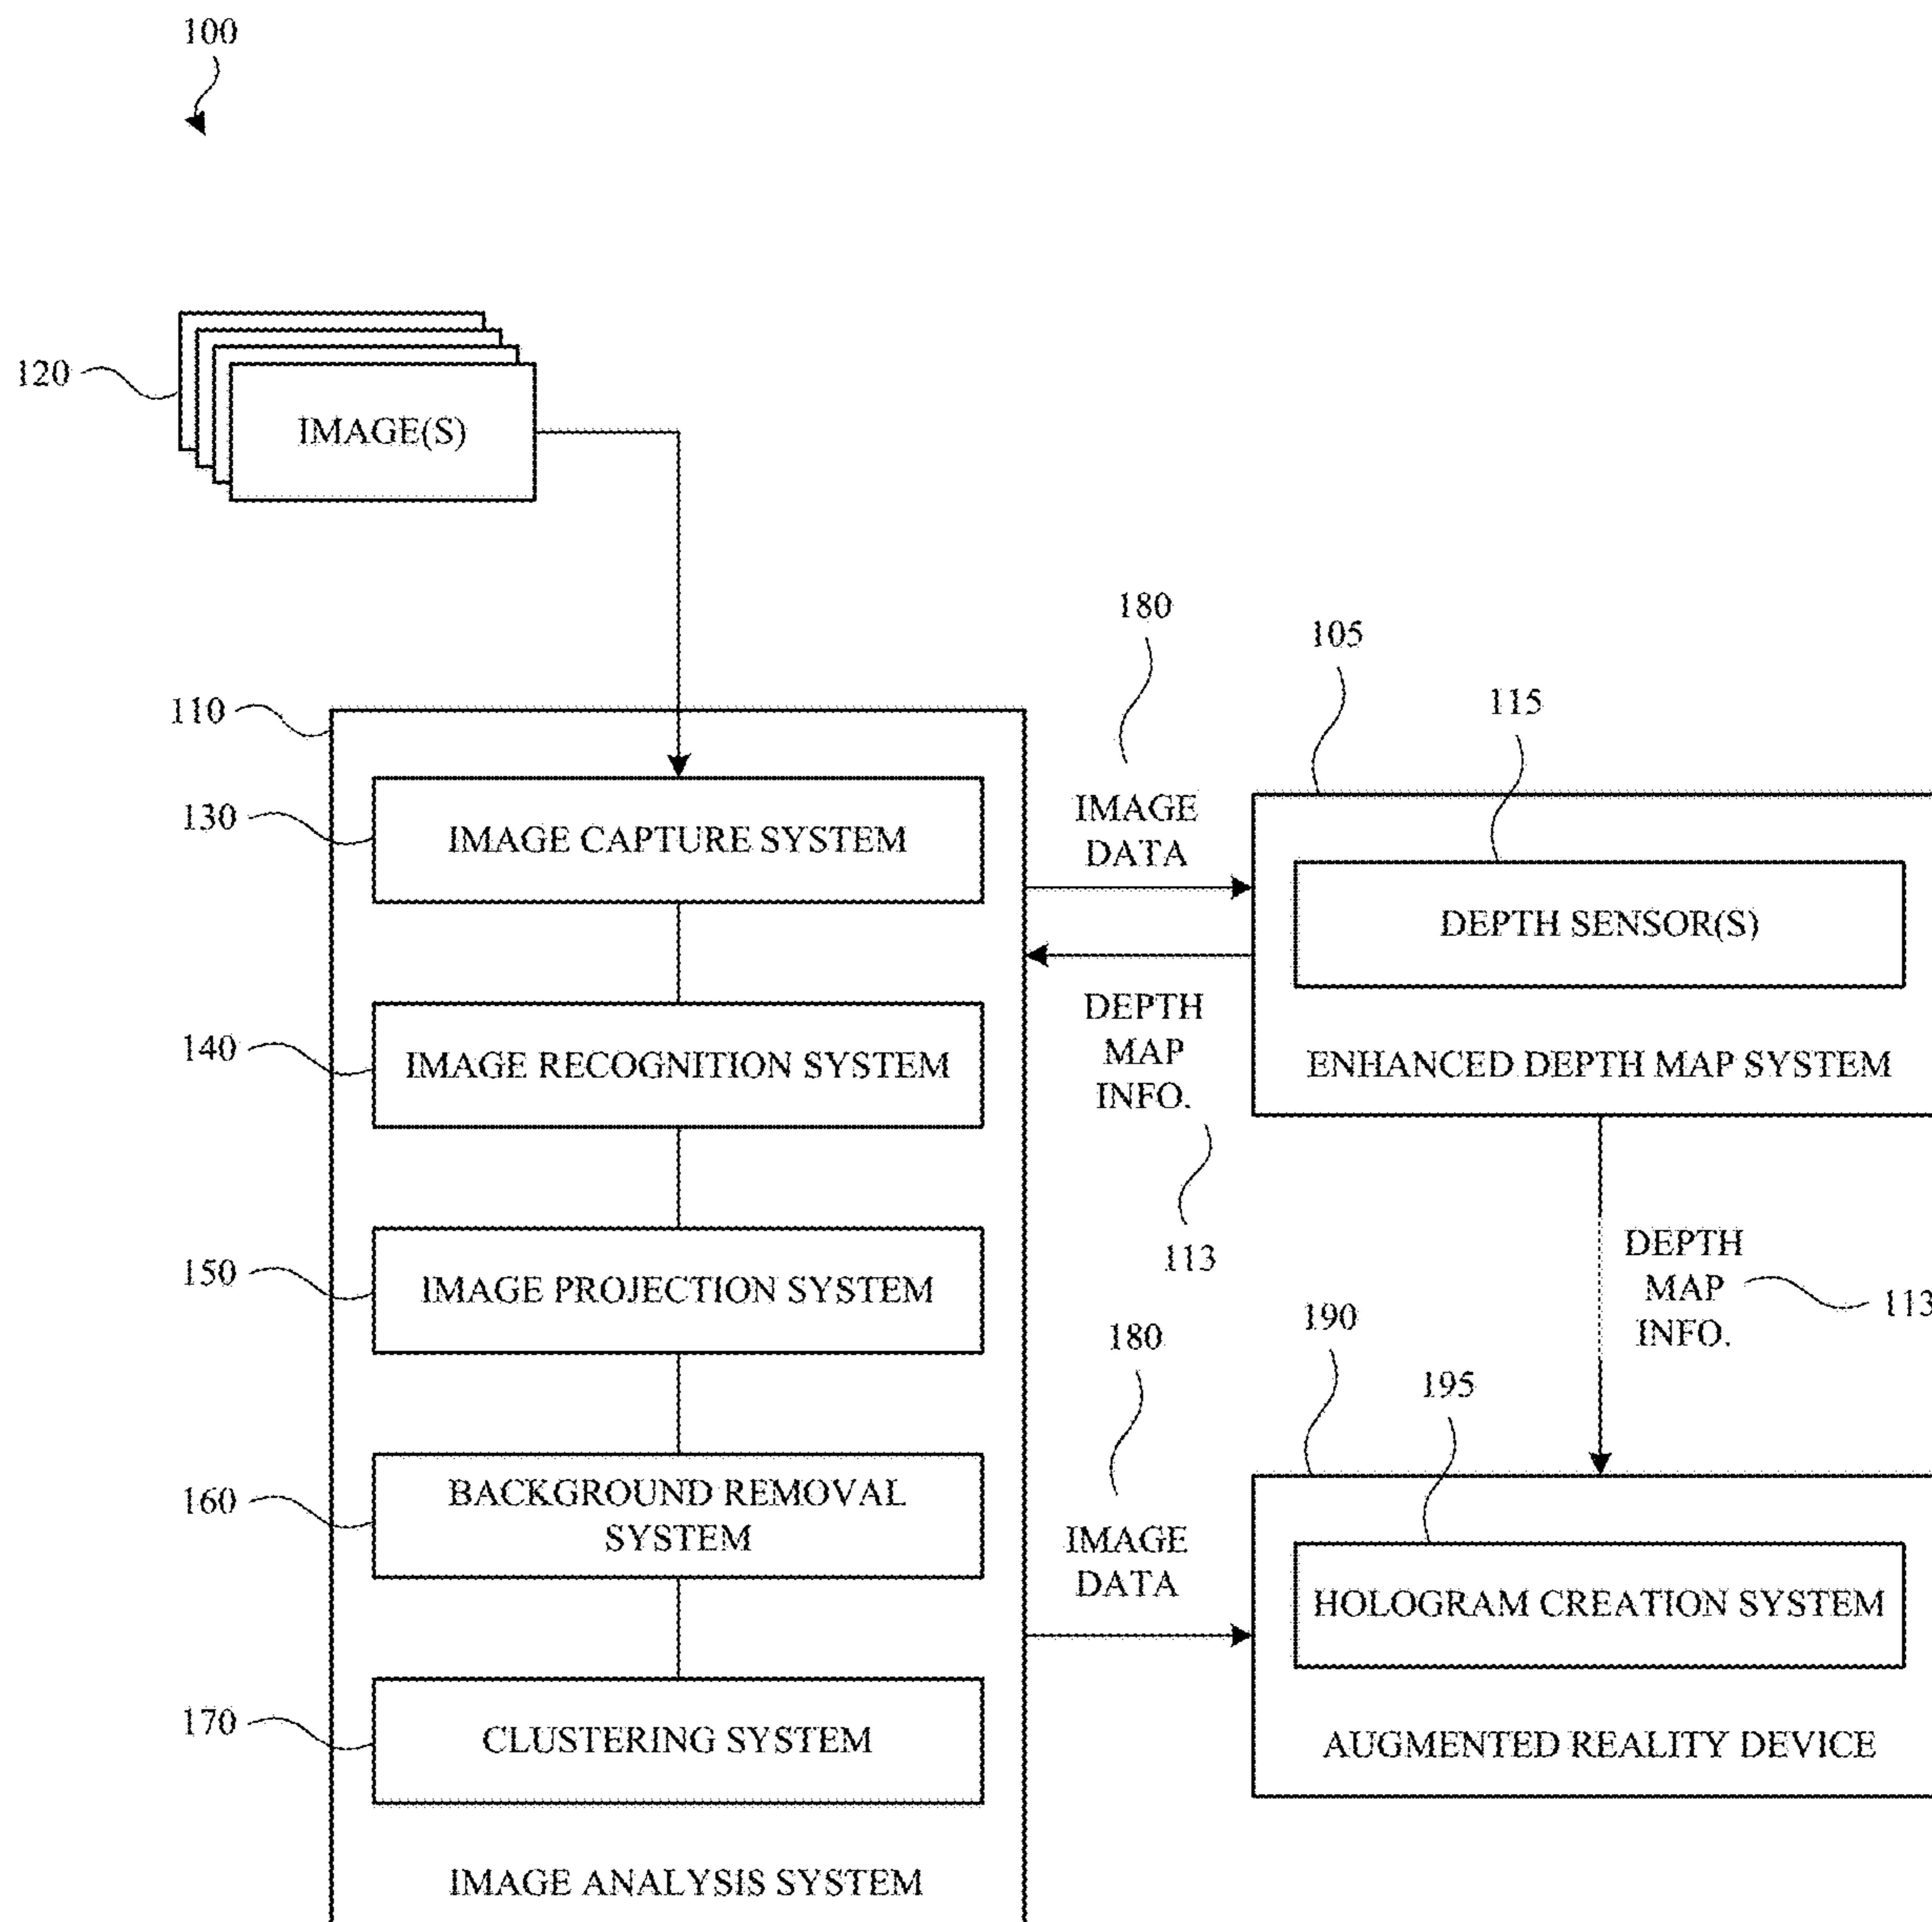 100
120
IMAGE(S)
180
105
110
115
130
IMAGE CAPTURE SYSTEM
IMAGE
DATA
DEPTH SENSOR(S)
140
IMAGE RECOGNITION SYSTEM
DEPTH
MAP
INFO.
ENHANCED DEPTH MAP SYSTEM
113
150
IMAGE PROJECTION SYSTEM
DEPTH
MAP
INFO.
113
180
190
195
160
BACKGROUND REMOVAL
SYSTEM
IMAGE
DATA
HOLOGRAM CREATION SYSTEM
170
CLUSTERING SYSTEM
AUGMENTED REALITY DEVICE
IMAGE ANALYSIS SYSTEM